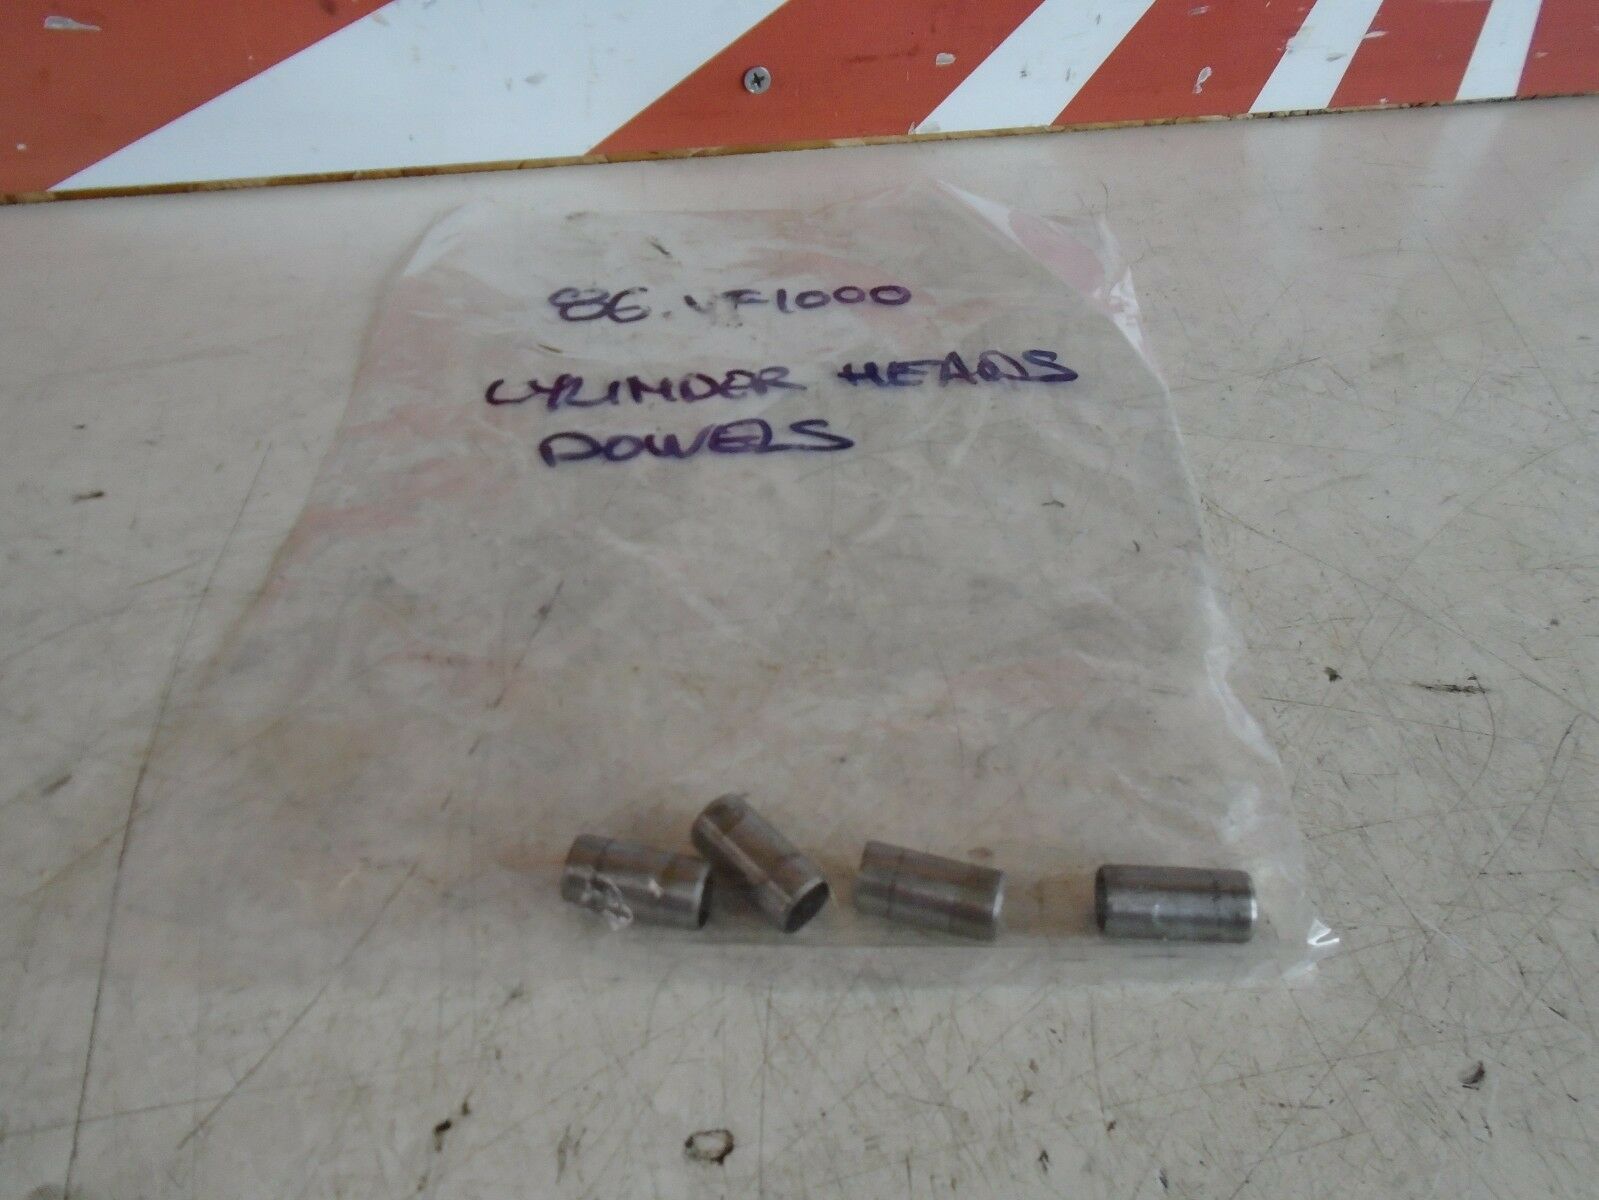 86. VF1000
CYLINDER HEADS
DOWELS